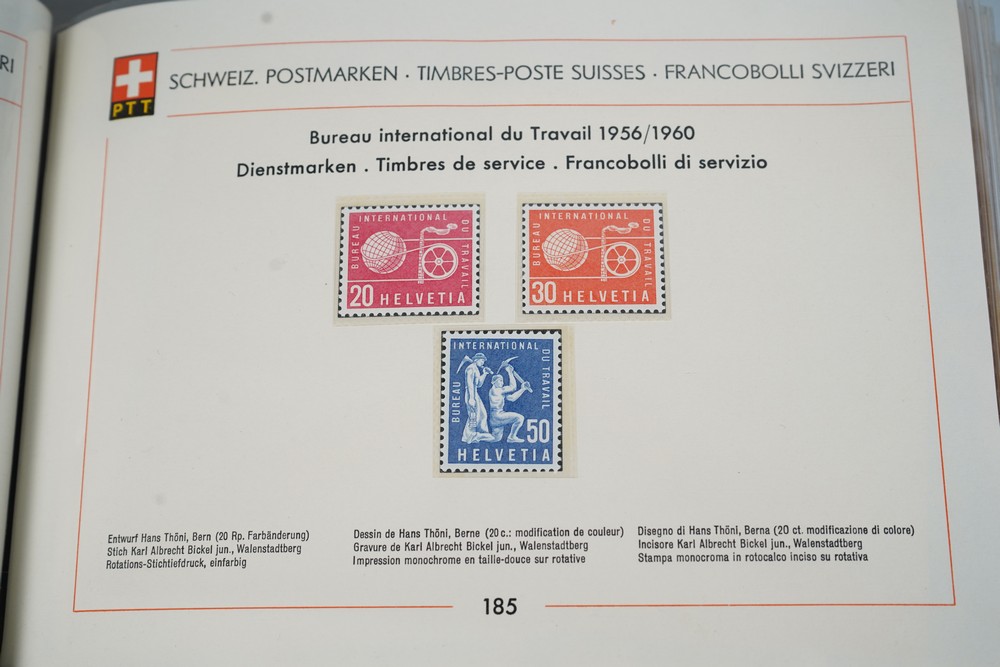 RI
PTT
SCHWEIZ. POSTMARKEN · TIMBRES-POSTE SUISSES · FRANCOBOLLI SVIZZERI
Bureau international du Travail 1956/1960
Dienstmarken . Timbres de service . Francobolli di servizio
BUREAU INTERNATIONAL DU TRAVAIL
20 HELVETIA
BUREAU INTERNATIONAL DU TRAVAIL
30 HELVETIA
BUREAU INTERNATIONAL DU TRAVAIL
50
HELVETIA
Entwurf Hans Thöni, Bern (20 Rp. Farbänderung)
Stich Karl Albrecht Bickel jun., Walenstadtberg
Rotations-Stichtiefdruck, einfarbig
Dessin de Hans Thöni, Berne (20 c.: modification de couleur)
Gravure de Karl Albrecht Bickel jun., Walenstadtberg
Impression monochrome en taille-douce sur rotative
Disegno di Hans Thöni, Berna (20 ct. modificazione di colore)
Incisore Karl Albrecht Bickel jun., Walenstadtberg
Stampa monocroma in rotocalco inciso su rotativa
185